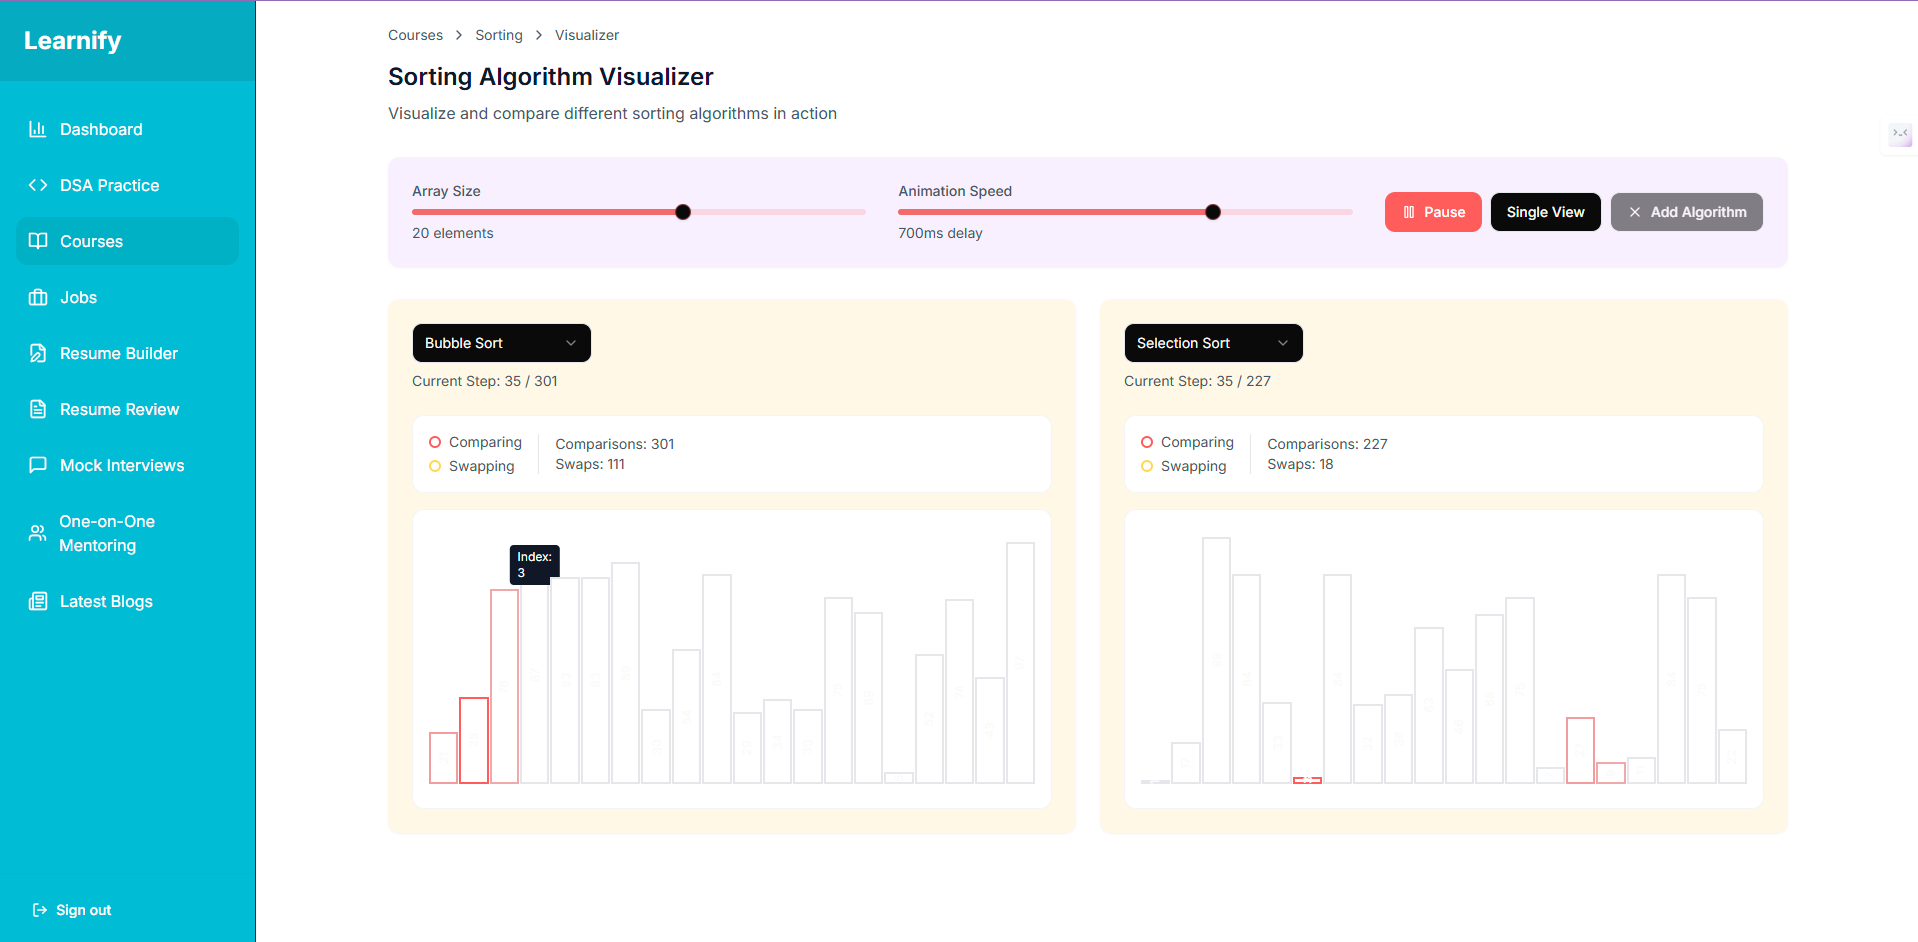 Learnify
Dashboard
DSA Practice
Courses
Jobs
Resume Builder
Resume Review
Mock Interviews
One-on-One
Mentoring
Latest Blogs
Sign out
Courses > Sorting > Visualizer
Sorting Algorithm Visualizer
Visualize and compare different sorting algorithms in action
Array Size
20 elements
Animation Speed
700ms delay
Pause
Single View
Add Algorithm
Bubble Sort
Current Step: 35 / 301
Comparing
Swapping
Comparisons: 301
Swaps: 111
Index:
3
Selection Sort
Current Step: 35 / 227
Comparing
Swapping
Comparisons: 227
Swaps: 18